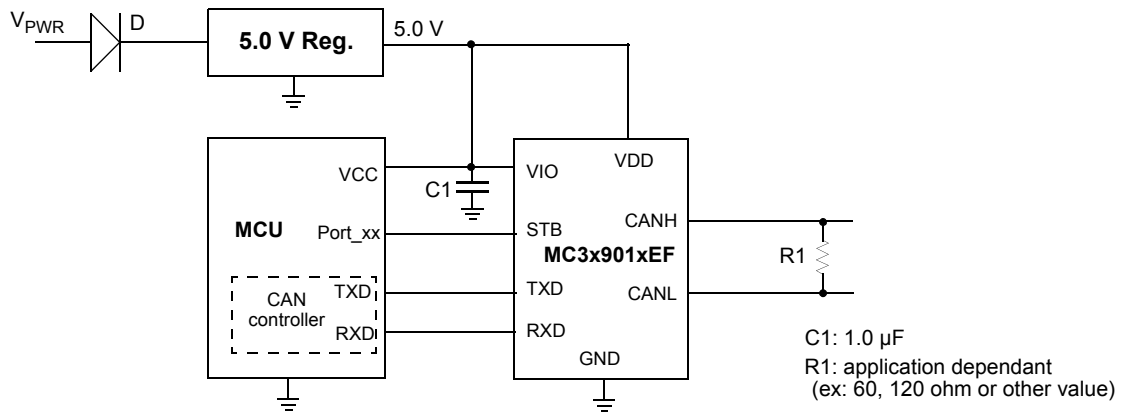 VPWR
D
5.0 V Reg.
5.0 V
VCC
C1
VIO
VDD
MCU
Port_xx
STB
CANH
MC3x901xEF
R1
CAN
controller
TXD
TXD
CANL
RXD
RXD
GND
C1: 1.0 µF
R1: application dependant
(ex: 60, 120 ohm or other value)